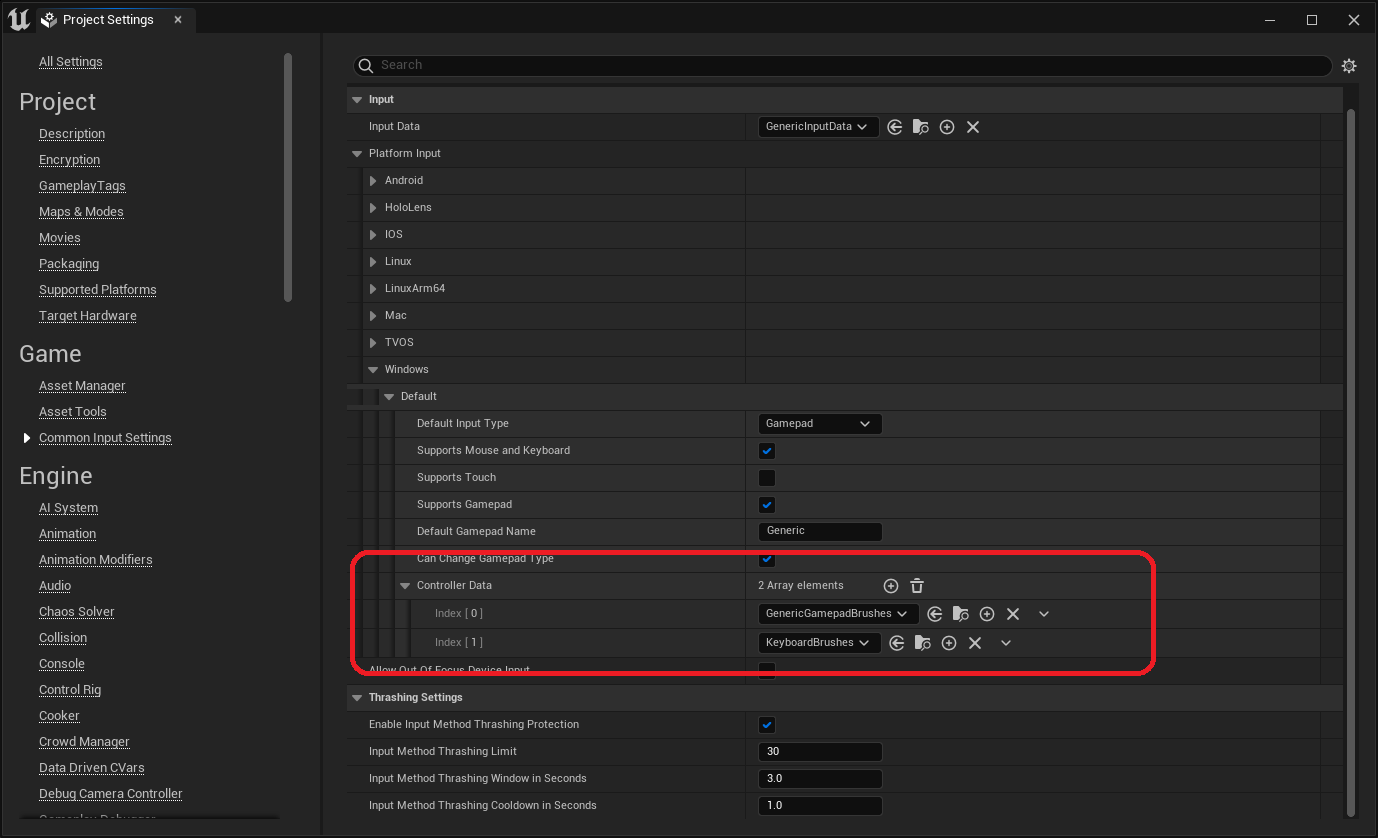 Project Settings
All Settings
Project
Description
Encryption
GameplayTags
Maps & Modes
Movies
Packaging
Supported Platforms
Target Hardware
Game
Asset Manager
Asset Tools
Common Input Settings
Engine
AI System
Animation
Animation Modifiers
Audio
Chaos Solver
Collision
Console
Control Rig
Cooker
Crowd Manager
Data Driven CVars
Debug Camera Controller
Gameplay Debugger
Search
Input
Input Data GenericInputData
Platform Input
Android
HoloLens
IOS
Linux
LinuxArm64
Mac
TVOS
Windows
Default
Default Input Type Gamepad
Supports Mouse and Keyboard
Supports Touch
Supports Gamepad
Default Gamepad Name Generic
Can Change Gamepad Type
Controller Data 2 Array elements
Index [ 0 ] GenericGamepadBrushes
Index [ 1 ] KeyboardBrushes
Allow Out Of Focus Device Input
Thrashing Settings
Enable Input Method Thrashing Protection
Input Method Thrashing Limit 30
Input Method Thrashing Window in Seconds 3.0
Input Method Thrashing Cooldown in Seconds 1.0